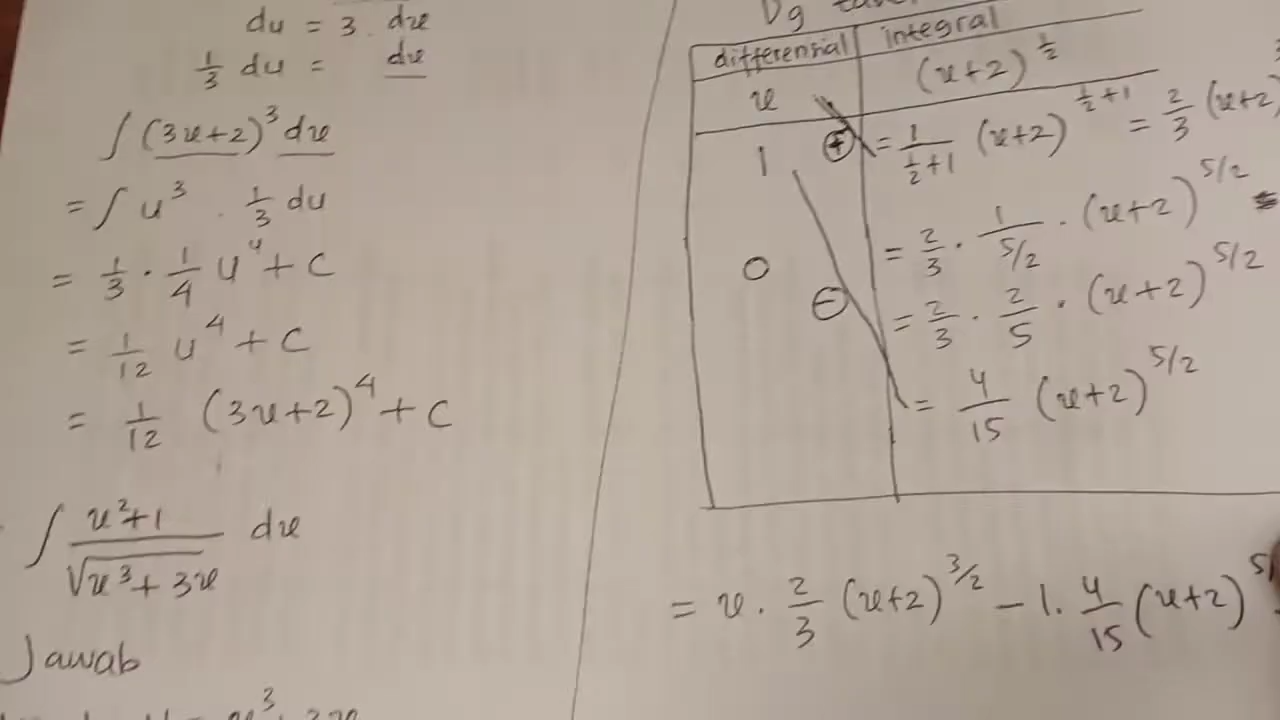 du = 3 . dx
1/3 du = dx
∫ (3x+2)³ dx
= ∫ u³ . 1/3 du
= 1/3 · 1/4 u⁴ + C
= 1/12 u⁴ + C
= 1/12 (3x+2)⁴ + C
∫ (x²+1)/√(x³+3x) dx
Jawab
Dg
differensial integral
x (x+2)^(1/2)
1 ⊕ = 1/(1/2+1) (x+2)^(1/2+1) = 2/3 (x+2)
= 2/3 · 1/(5/2) . (x+2)^(5/2)
0
⊖ = 2/3 · 2/5 · (x+2)^(5/2)
= 4/15 (x+2)^(5/2)
= x · 2/3 (x+2)^(3/2) − 1 · 4/15 (x+2)